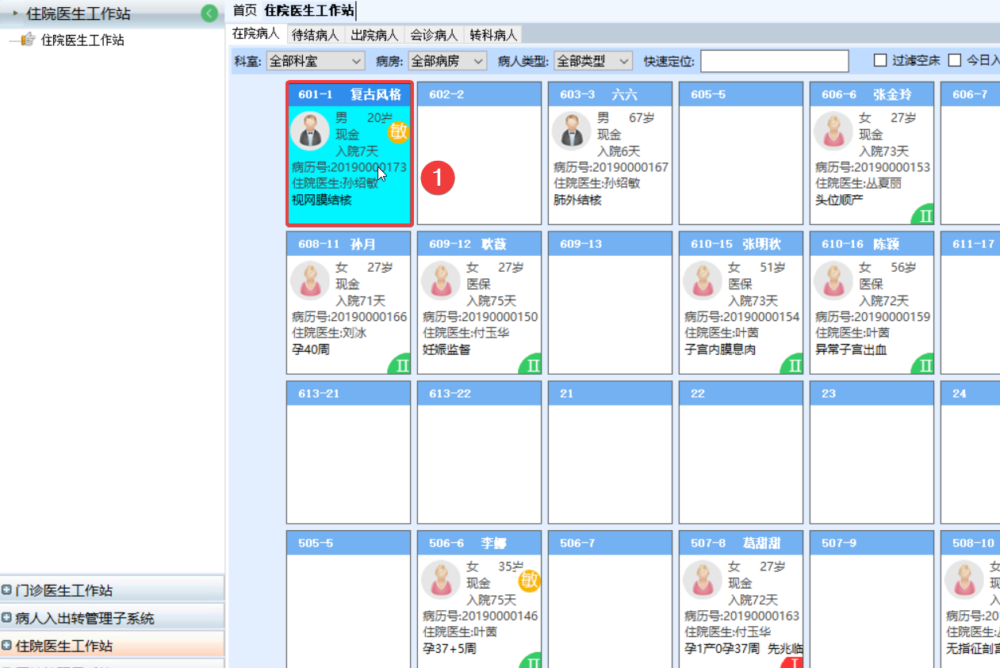 住院医生工作站
住院医生工作站
首页 住院医生工作站
在院病人 待结病人 出院病人 会诊病人 转科病人
科室: 全部科室 病房: 全部病房 病人类型: 全部类型 快速定位: 过滤空床 今日入
601-1 复古风格
男 20岁
敏
现金
入院7天
病历号:20190000173
住院医生:孙绍敏
视网膜结核
1
602-2
603-3 六六
男 67岁
现金
入院6天
病历号:20190000167
住院医生:孙绍敏
肺外结核
605-5
606-6 张金玲
女 27岁
现金
入院73天
病历号:20190000153
住院医生:丛夏丽
头位顺产
II
606-7
608-11 孙月
女 27岁
现金
入院71天
病历号:20190000166
住院医生:刘冰
孕40周
II
609-12 耿薇
女 27岁
医保
入院75天
病历号:20190000150
住院医生:付玉华
妊娠监督
II
609-13
610-15 张明秋
女 51岁
医保
入院73天
病历号:20190000154
住院医生:叶茵
子宫内膜息肉
II
610-16 陈颖
女 56岁
医保
入院72天
病历号:20190000159
住院医生:叶茵
异常子宫出血
II
611-17
613-21
613-22
21
22
23
24
505-5
506-6 李娜
女 35岁
敏
现金
入院75天
病历号:20190000146
住院医生:叶茵
孕37+5周
II
506-7
507-8 葛甜甜
女 27岁
现金
入院72天
病历号:20190000163
住院医生:付玉华
孕1产0孕37周 先兆临
I
507-9
508-10
女
现
入
病历号:20
住院医生:
无指征剖宫
门诊医生工作站
病人入出转管理子系统
住院医生工作站